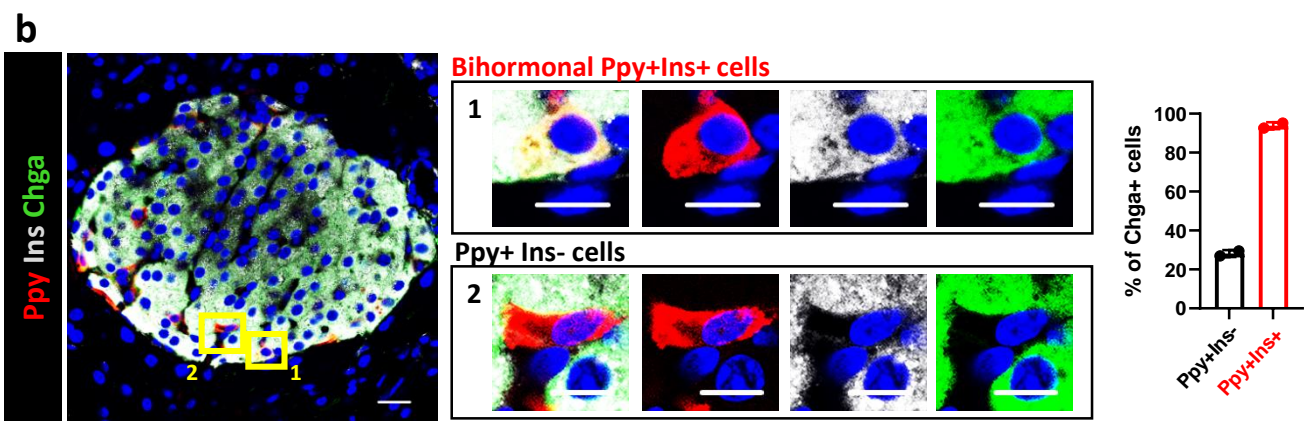 b
Ppy Ins Chga
2
1
Bihormonal Ppy+Ins+ cells
1
Ppy+ Ins- cells
2
% of Chga+ cells
100
80
60
40
20
0
Ppy+Ins-
Ppy+Ins+